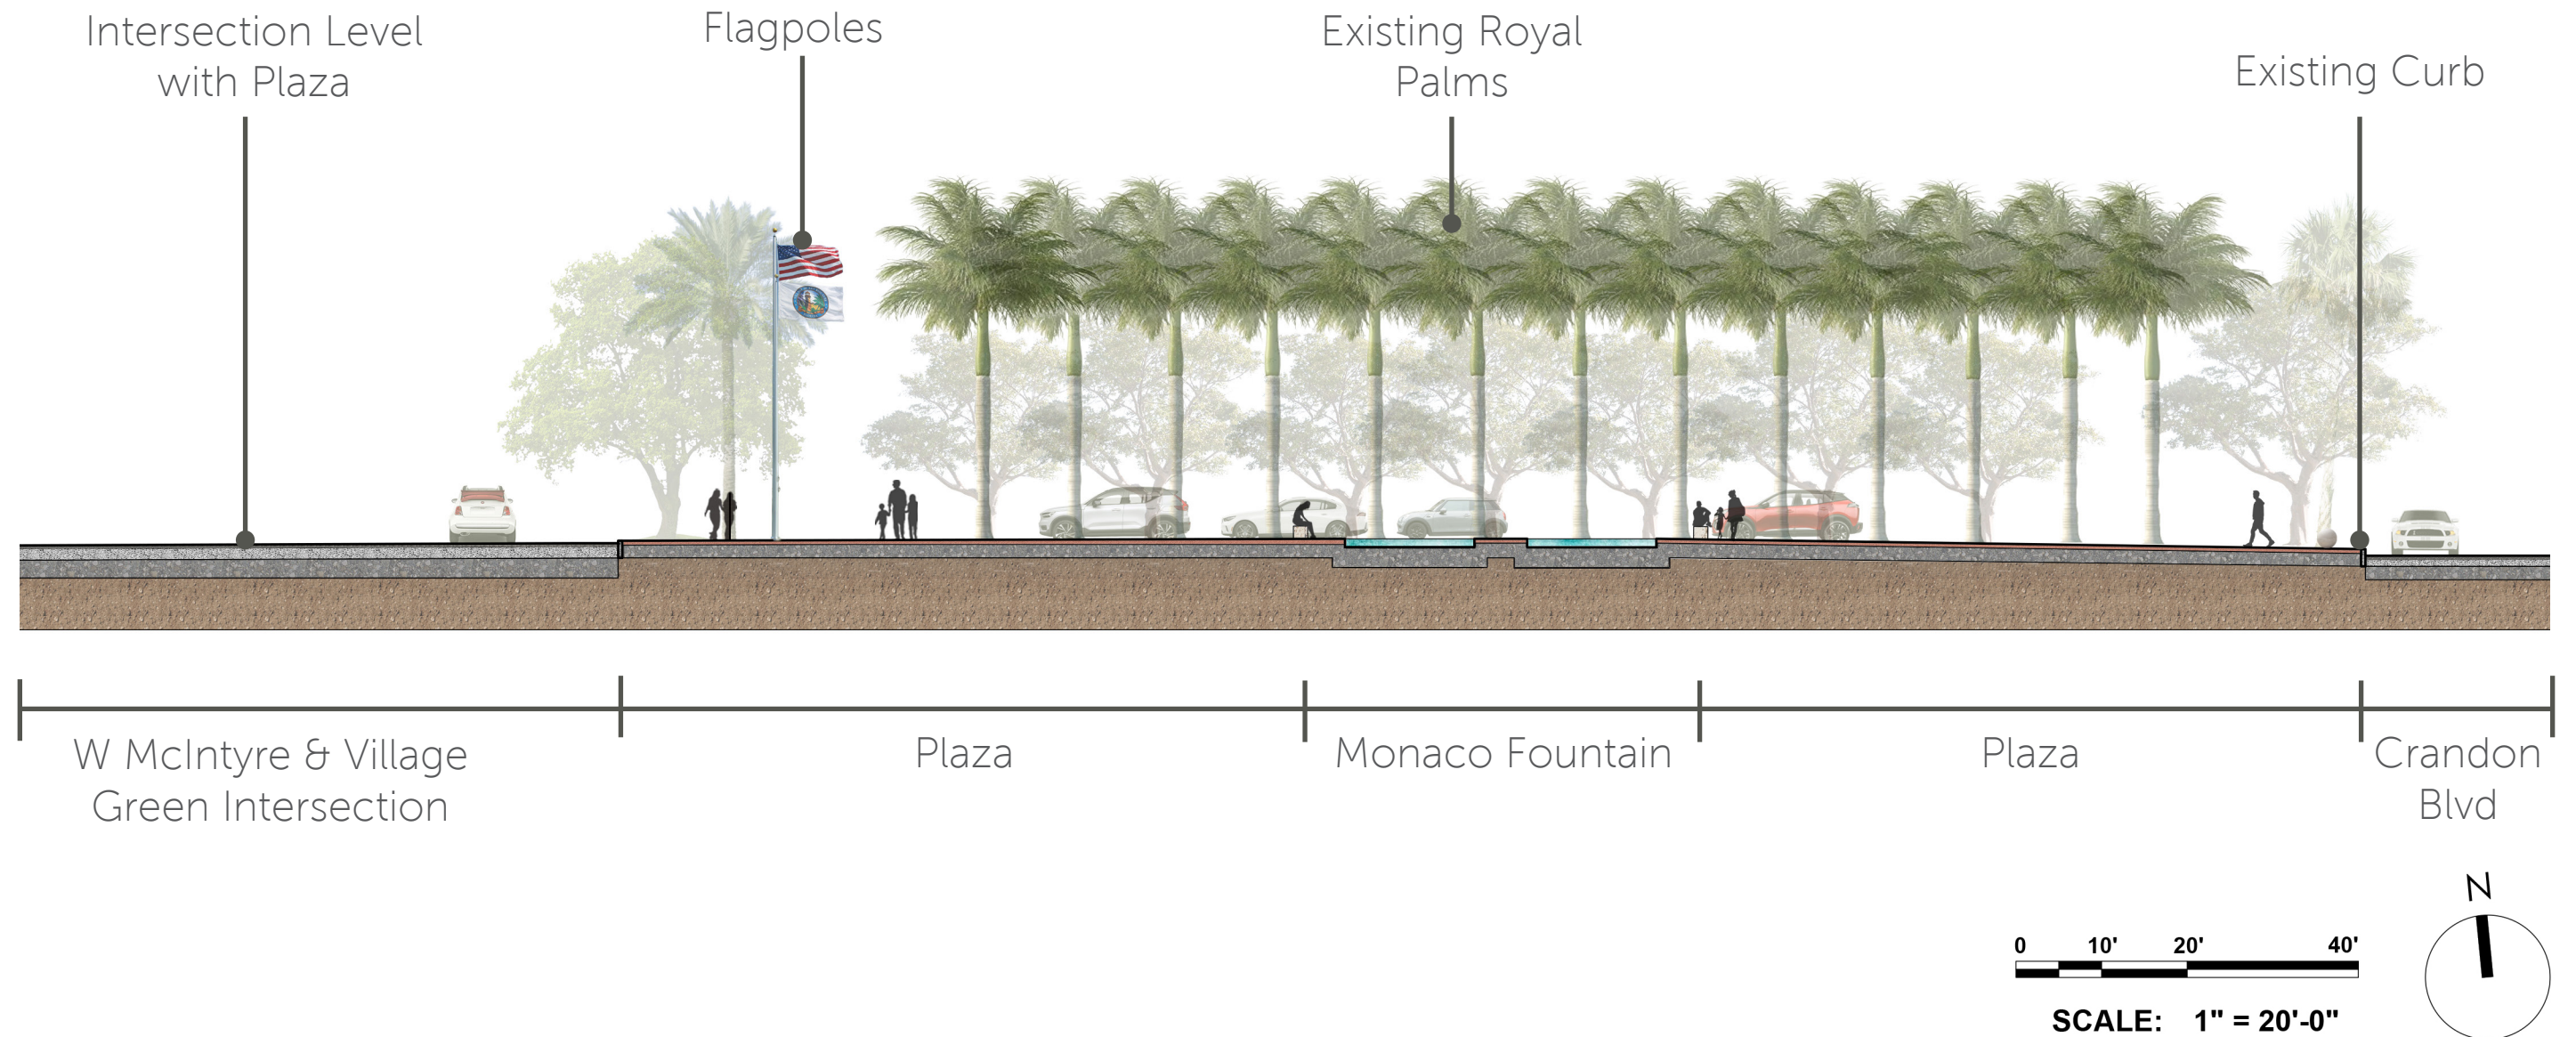 Intersection Level
with Plaza
Flagpoles
Existing Royal
Palms
Existing Curb
W McIntyre & Village
Green Intersection
Plaza
Monaco Fountain
Plaza
Crandon
Blvd
N
0 10' 20' 40'
SCALE: 1" = 20'-0"